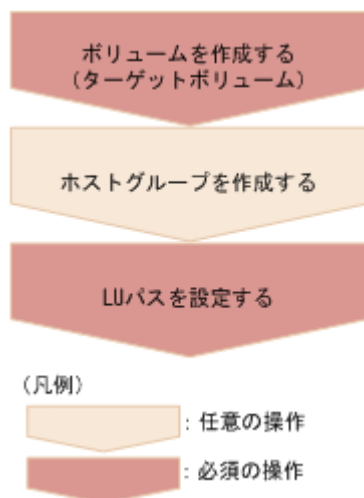 ボリュームを作成する
(ターゲットボリューム)
ホストグループを作成する
LUパスを設定する
(凡例)
: 任意の操作
: 必須の操作